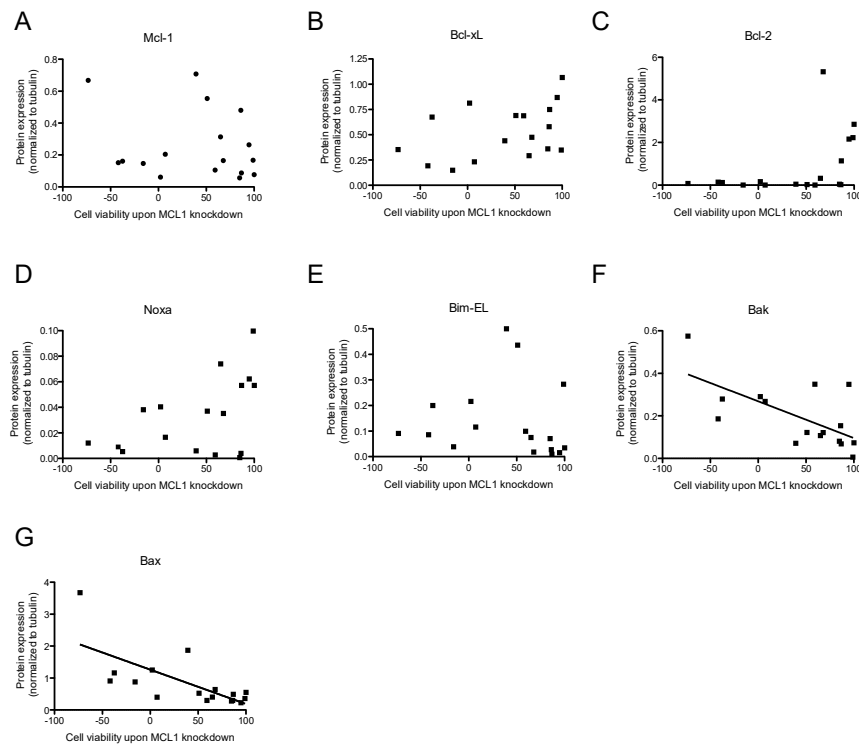 A
Mcl-1
Protein expression
(normalized to tubulin)
0.8
0.6
0.4
0.2
0.0
-100
-50
0
50
100
Cell viability upon MCL1 knockdown
B
Bcl-xL
Protein expression
(normalized to tubulin)
1.25
1.00
0.75
0.50
0.25
0.00
-100
-50
0
50
100
Cell viability upon MCL1 knockdown
C
Bcl-2
Protein expression
(normalized to tubulin)
6
4
2
0
-100
-50
0
50
100
Cell viability upon MCL1 knockdown
D
Noxa
Protein expression
(normalized to tubulin)
0.10
0.08
0.06
0.04
0.02
0.00
-100
-50
0
50
100
Cell viability upon MCL1 knockdown
E
Bim-EL
Protein expression
(normalized to tubulin)
0.5
0.4
0.3
0.2
0.1
0.0
-100
-50
0
50
100
Cell viability upon MCL1 knockdown
F
Bak
Protein expression
(normalized to tubulin)
0.6
0.4
0.2
0.0
-100
-50
0
50
100
Cell viability upon MCL1 knockdown
G
Bax
Protein expression
(normalized to tubulin)
4
3
2
1
0
-100
-50
0
50
100
Cell viability upon MCL1 knockdown